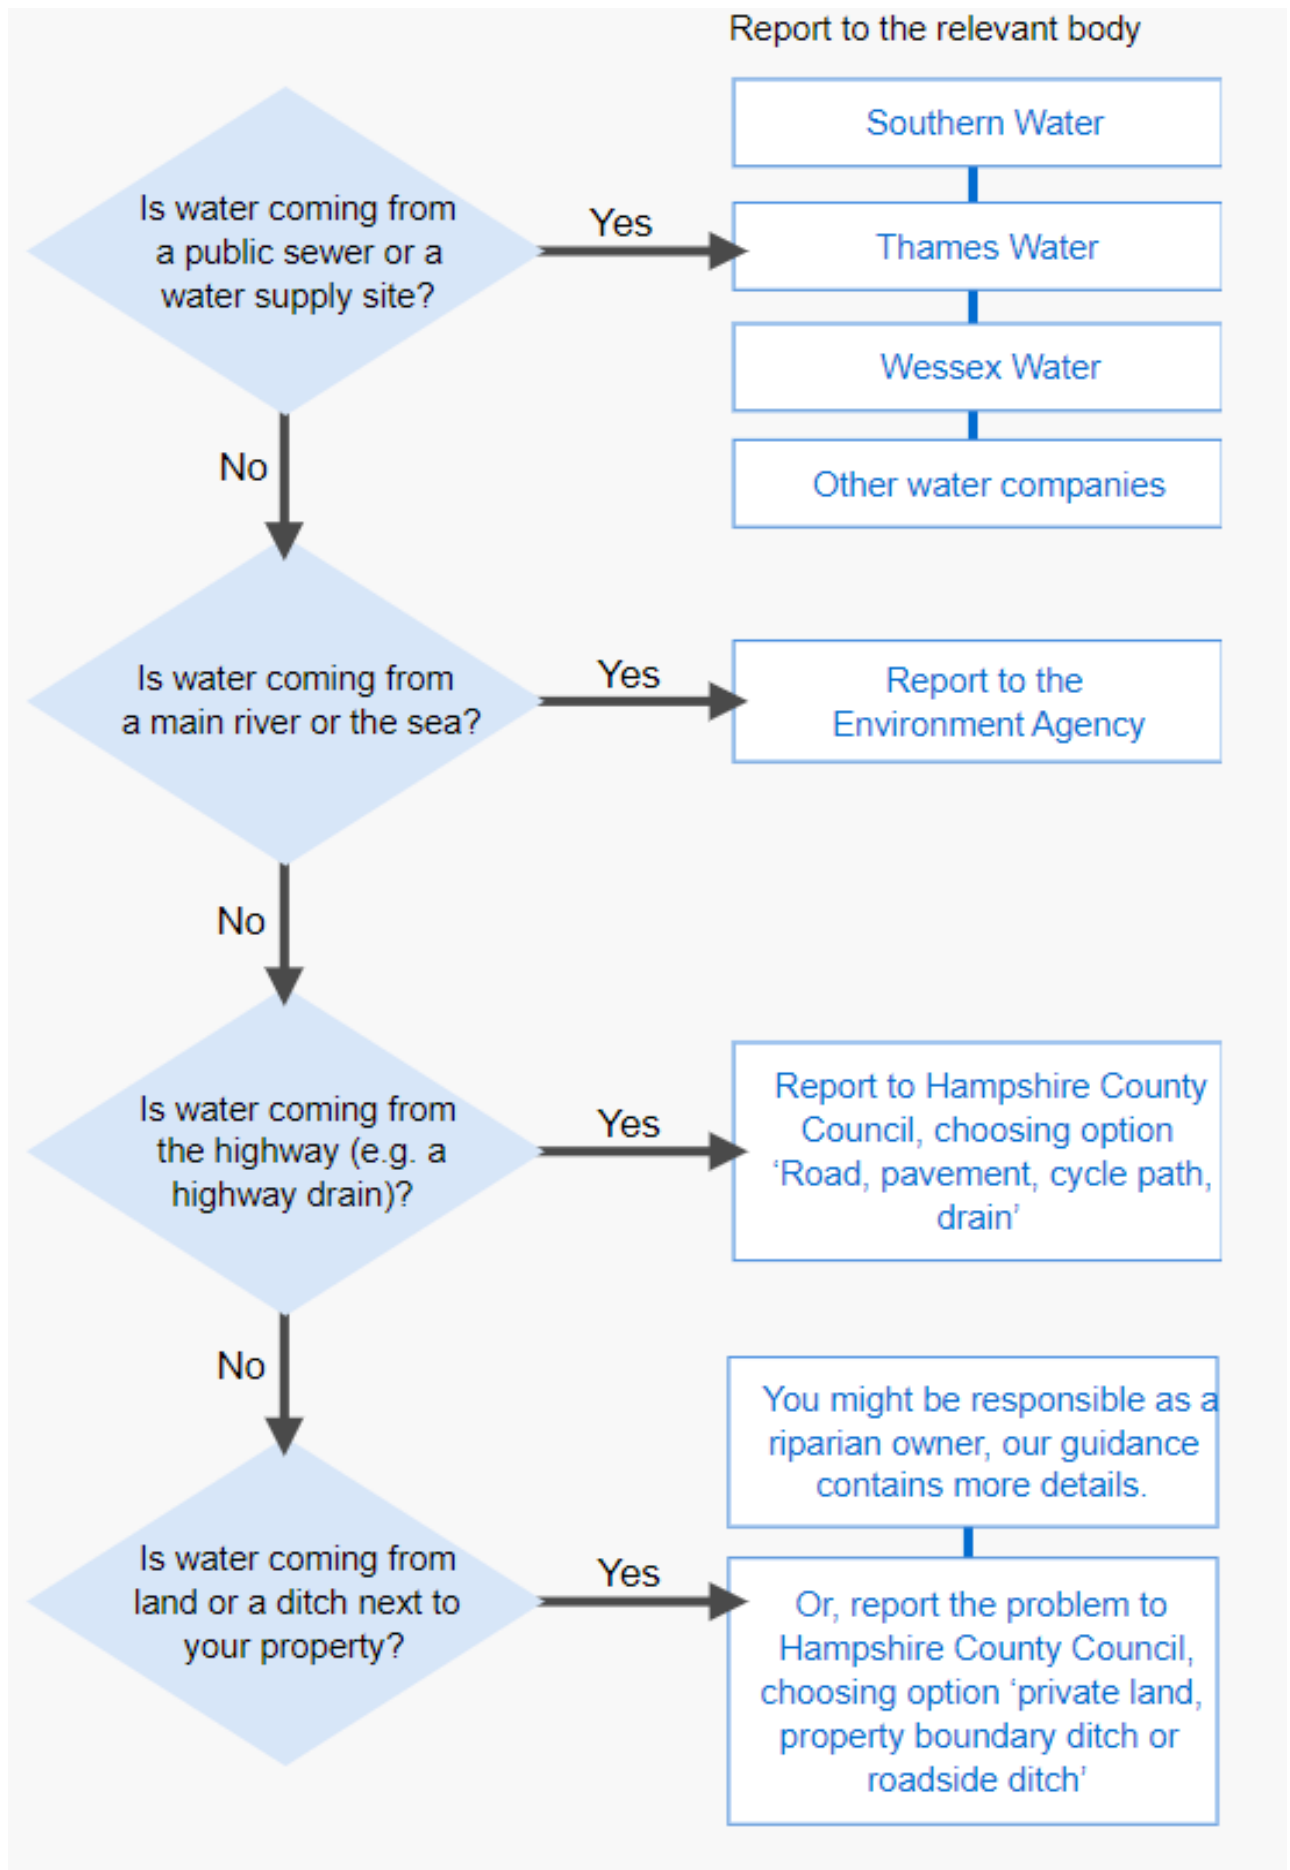 Report to the relevant body
Is water coming from
a public sewer or a
water supply site?
Yes
Southern Water
Thames Water
Wessex Water
Other water companies
No
Is water coming from
a main river or the sea?
Yes
Report to the
Environment Agency
No
Is water coming from
the highway (e.g. a
highway drain)?
Yes
Report to Hampshire County
Council, choosing option
‘Road, pavement, cycle path,
drain’
No
Is water coming from
land or a ditch next to
your property?
Yes
You might be responsible as a
riparian owner, our guidance
contains more details.
Or, report the problem to
Hampshire County Council,
choosing option ‘private land,
property boundary ditch or
roadside ditch’